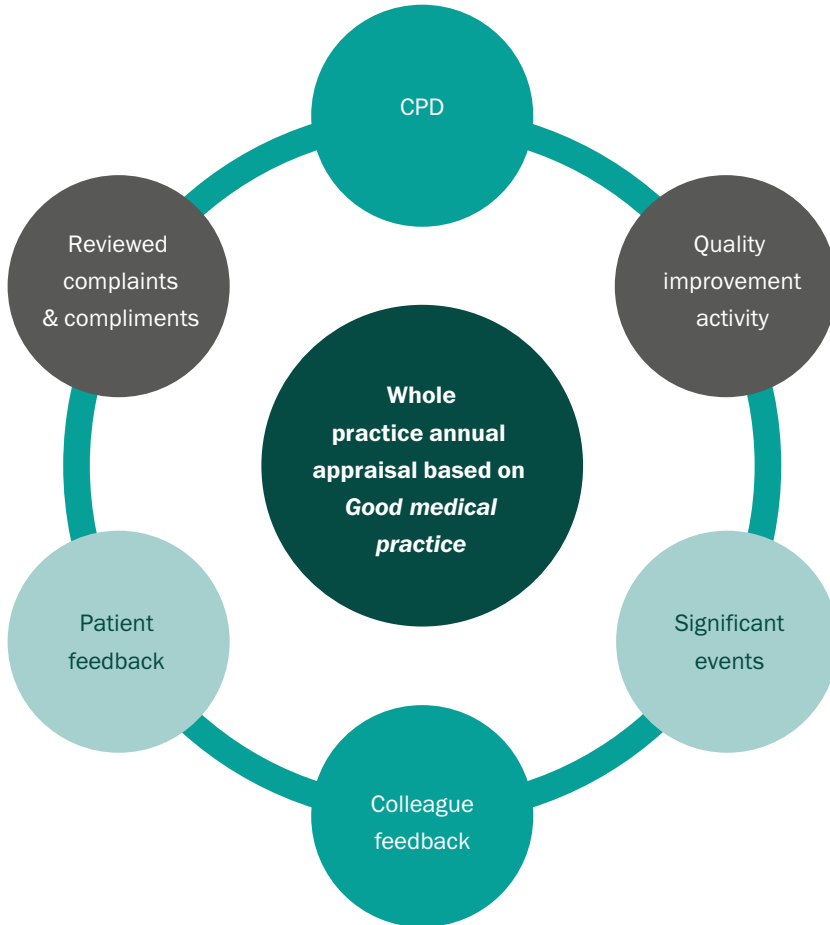 CPD
Reviewed
complaints
& compliments
Quality
improvement
activity
Whole
practice annual
appraisal based on
Good medical
practice
Patient
feedback
Significant
events
Colleague
feedback